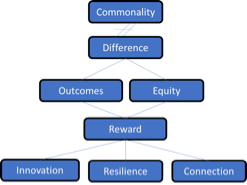 Commonality
Difference
Outcomes
Equity
Reward
Innovation
Resilience
Connection